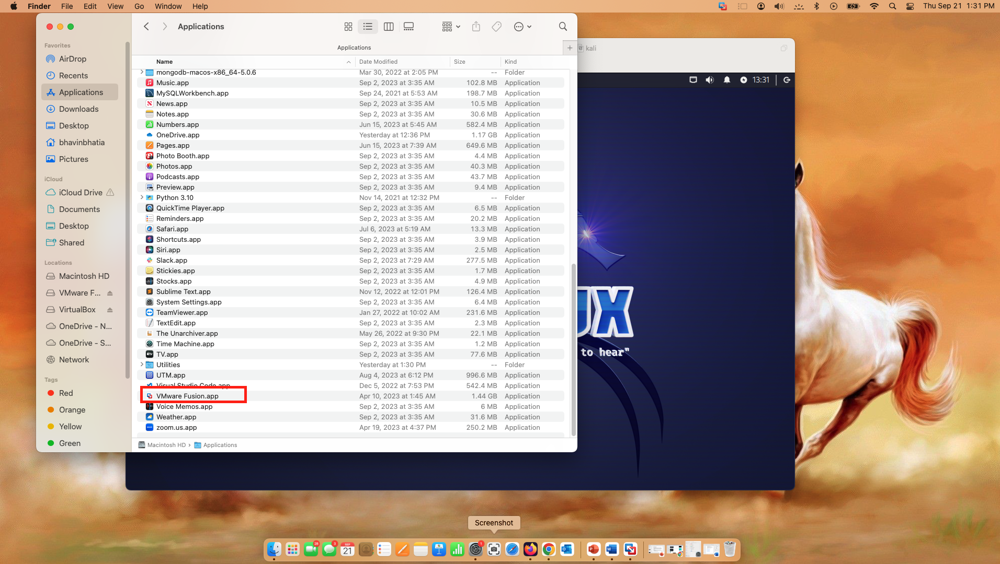 Finder File Edit View Go Window Help
Thu Sep 21 1:31 PM
Applications
Applications
kali
Favorites
AirDrop
Recents
Applications
Downloads
Desktop
bhavinbhatia
Pictures
iCloud
iCloud Drive
Documents
Desktop
Shared
Locations
Macintosh HD
VMware F...
VirtualBox
OneDrive - N...
OneDrive - S...
Network
Tags
Red
Orange
Yellow
Green
Name Date Modified Size Kind
mongodb-macos-x86_64-5.0.6 Mar 30, 2022 at 2:05 PM -- Folder
Music.app Sep 2, 2023 at 3:35 AM 102.8 MB Application
MySQLWorkbench.app Sep 24, 2021 at 5:53 AM 198.7 MB Application
News.app Sep 2, 2023 at 3:35 AM 10.5 MB Application
Notes.app Sep 2, 2023 at 3:35 AM 30.6 MB Application
Numbers.app Jun 15, 2023 at 5:45 AM 582.4 MB Application
OneDrive.app Yesterday at 12:36 PM 1.17 GB Application
Pages.app Jun 15, 2023 at 7:39 AM 649.6 MB Application
Photo Booth.app Sep 2, 2023 at 3:35 AM 4.4 MB Application
Photos.app Sep 2, 2023 at 3:35 AM 40.3 MB Application
Podcasts.app Sep 2, 2023 at 3:35 AM 43.7 MB Application
Preview.app Sep 2, 2023 at 3:35 AM 9.4 MB Application
Python 3.10 Nov 14, 2021 at 12:32 PM -- Folder
QuickTime Player.app Sep 2, 2023 at 3:35 AM 6.5 MB Application
Reminders.app Sep 2, 2023 at 3:35 AM 20.2 MB Application
Safari.app Jul 6, 2023 at 5:19 AM 13.3 MB Application
Shortcuts.app Sep 2, 2023 at 3:35 AM 3.9 MB Application
Siri.app Sep 2, 2023 at 3:35 AM 2.5 MB Application
Slack.app Sep 2, 2023 at 7:29 AM 277.5 MB Application
Stickies.app Sep 2, 2023 at 3:35 AM 1.7 MB Application
Stocks.app Sep 2, 2023 at 3:35 AM 4.9 MB Application
Sublime Text.app Nov 12, 2022 at 12:01 PM 126.4 MB Application
System Settings.app Sep 2, 2023 at 3:35 AM 6.4 MB Application
TeamViewer.app Jan 27, 2022 at 10:02 AM 231.6 MB Application
TextEdit.app Sep 2, 2023 at 3:35 AM 2.3 MB Application
The Unarchiver.app May 26, 2022 at 9:30 PM 22.1 MB Application
Time Machine.app Sep 2, 2023 at 3:35 AM 1.2 MB Application
TV.app Sep 2, 2023 at 3:35 AM 77.6 MB Application
Utilities Yesterday at 1:30 PM -- Folder
UTM.app Aug 4, 2023 at 6:12 PM 996.6 MB Application
Visual Studio Code.app Dec 5, 2022 at 7:53 PM 542.4 MB Application
VMware Fusion.app Apr 10, 2023 at 1:45 AM 1.44 GB Application
Voice Memos.app Sep 2, 2023 at 3:35 AM 6 MB Application
Weather.app Sep 2, 2023 at 3:35 AM 31.6 MB Application
zoom.us.app Apr 19, 2023 at 4:37 PM 250.2 MB Application
Macintosh HD › Applications
13:31
UX
to hear"
Screenshot
28
3
SEP
21
1